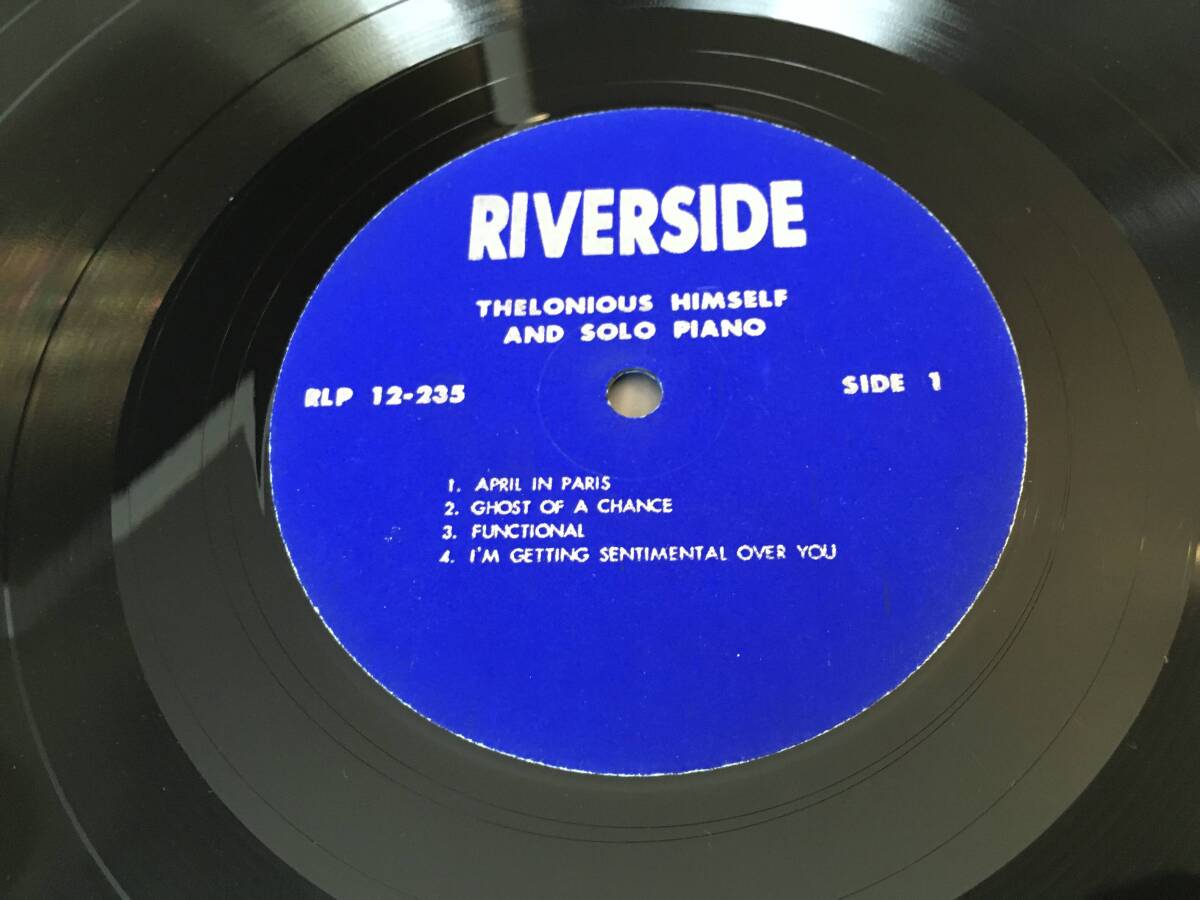 RIVERSIDE
THELONIOUS HIMSELF
AND SOLO PIANO
RLP 12-235
SIDE 1
1. APRIL IN PARIS
2. GHOST OF A CHANCE
3. FUNCTIONAL
4. I'M GETTING SENTIMENTAL OVER YOU